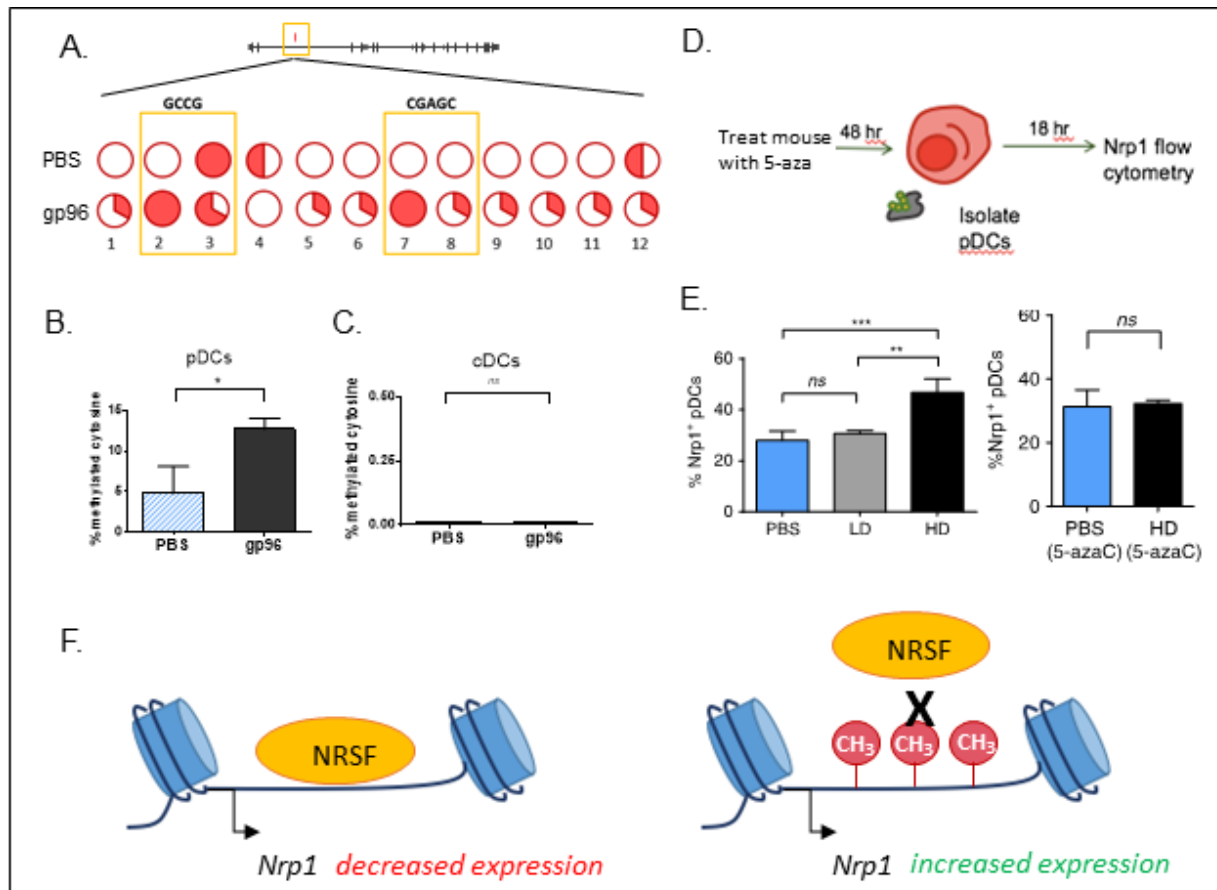 A.
GCCG
CGAGC
PBS
gp96
1 2 3 4 5 6 7 8 9 10 11 12
B.
pDCs
*
% methylated cytosine
15
10
5
0
PBS
gp96
C.
cDCs
ns
% methylated cytosine
0.50
0.25
0.00
PBS
gp96
D.
Treat mouse
with 5-aza
48 hr
Isolate
pDCs
18 hr
Nrp1 flow
cytometry
E.
***
**
ns
% Nrp1+ pDCs
60
40
20
0
PBS
LD
HD
ns
%Nrp1+ pDCs
60
40
20
0
PBS
(5-azaC)
HD
(5-azaC)
F.
NRSF
Nrp1 decreased expression
NRSF
X
CH3
CH3
CH3
Nrp1 increased expression